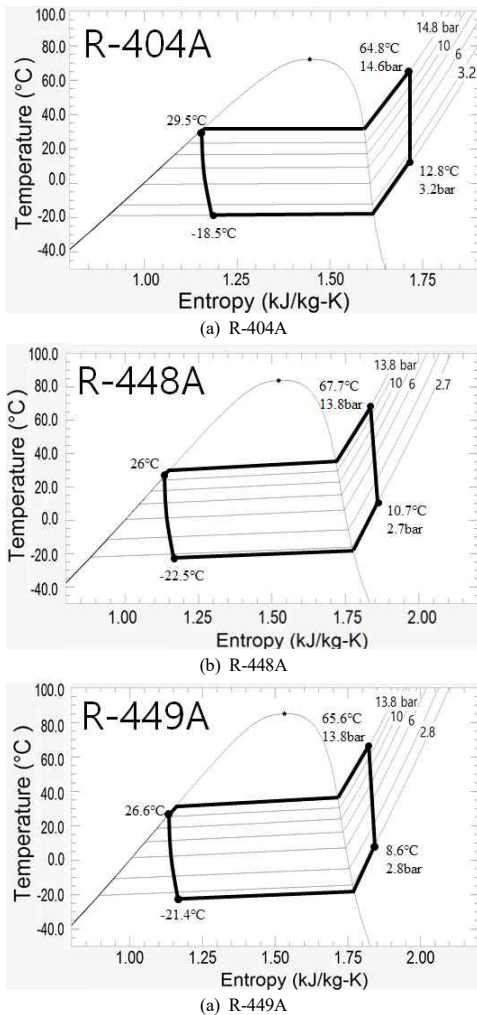 R-404A
Temperature (°C)
100.0
80.0
60.0
40.0
20.0
0.0
-20.0
-40.0
29.5℃
-18.5℃
64.8℃
14.6bar
14.8 bar
10
6
3.2
12.8℃
3.2bar
1.00
1.25
1.50
1.75
Entropy (kJ/kg-K)
(a) R-404A
R-448A
Temperature (°C)
100.0
80.0
60.0
40.0
20.0
0.0
-20.0
-40.0
26℃
-22.5℃
67.7℃
13.8bar
13.8 bar
10
6
2.7
10.7℃
2.7bar
1.00
1.25
1.50
1.75
2.00
Entropy (kJ/kg-K)
(b) R-448A
R-449A
Temperature (°C )
100.0
80.0
60.0
40.0
20.0
0.0
-20.0
-40.0
26.6℃
-21.4℃
65.6℃
13.8bar
13.8 bar
10
6
2.8
8.6℃
2.8bar
1.00
1.25
1.50
1.75
2.00
Entropy (kJ/kg-K)
(a) R-449A